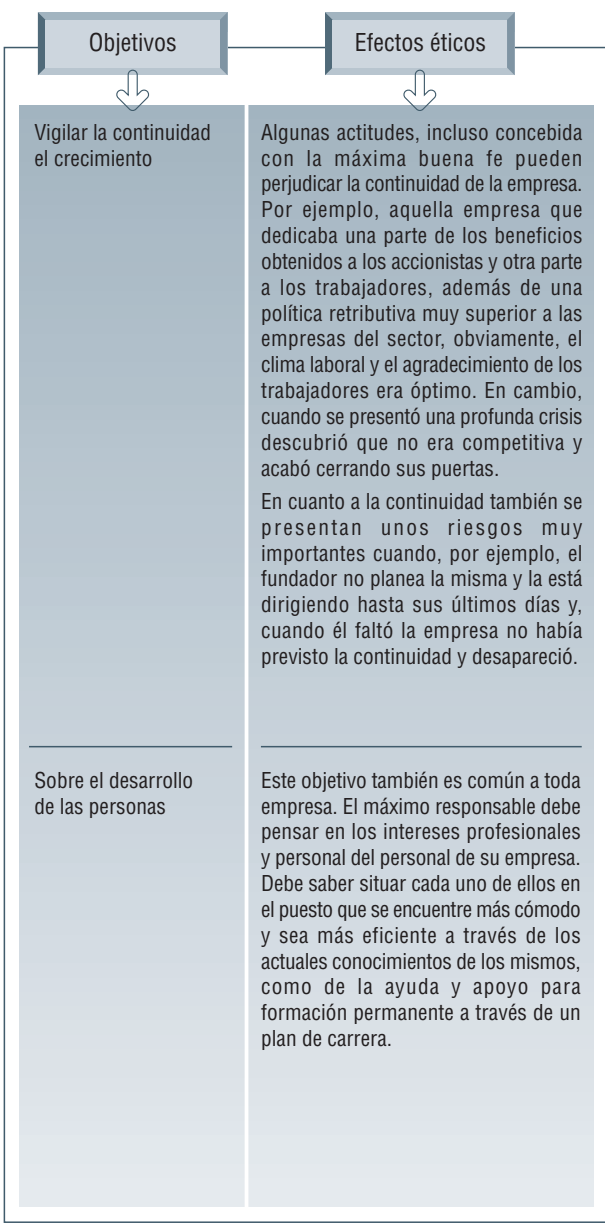 Objetivos
Efectos éticos
Vigilar la continuidad
el crecimiento
Algunas actitudes, incluso concebida
con la máxima buena fe pueden
perjudicar la continuidad de la empresa.
Por ejemplo, aquella empresa que
dedicaba una parte de los beneficios
obtenidos a los accionistas y otra parte
a los trabajadores, además de una
política retributiva muy superior a las
empresas del sector, obviamente, el
clima laboral y el agradecimiento de los
trabajadores era óptimo. En cambio,
cuando se presentó una profunda crisis
descubrió que no era competitiva y
acabó cerrando sus puertas.
En cuanto a la continuidad también se
presentan unos riesgos muy
importantes cuando, por ejemplo, el
fundador no planea la misma y la está
dirigiendo hasta sus últimos días y,
cuando él faltó la empresa no había
previsto la continuidad y desapareció.
Sobre el desarrollo
de las personas
Este objetivo también es común a toda
empresa. El máximo responsable debe
pensar en los intereses profesionales
y personal del personal de su empresa.
Debe saber situar cada uno de ellos en
el puesto que se encuentre más cómodo
y sea más eficiente a través de los
actuales conocimientos de los mismos,
como de la ayuda y apoyo para
formación permanente a través de un
plan de carrera.